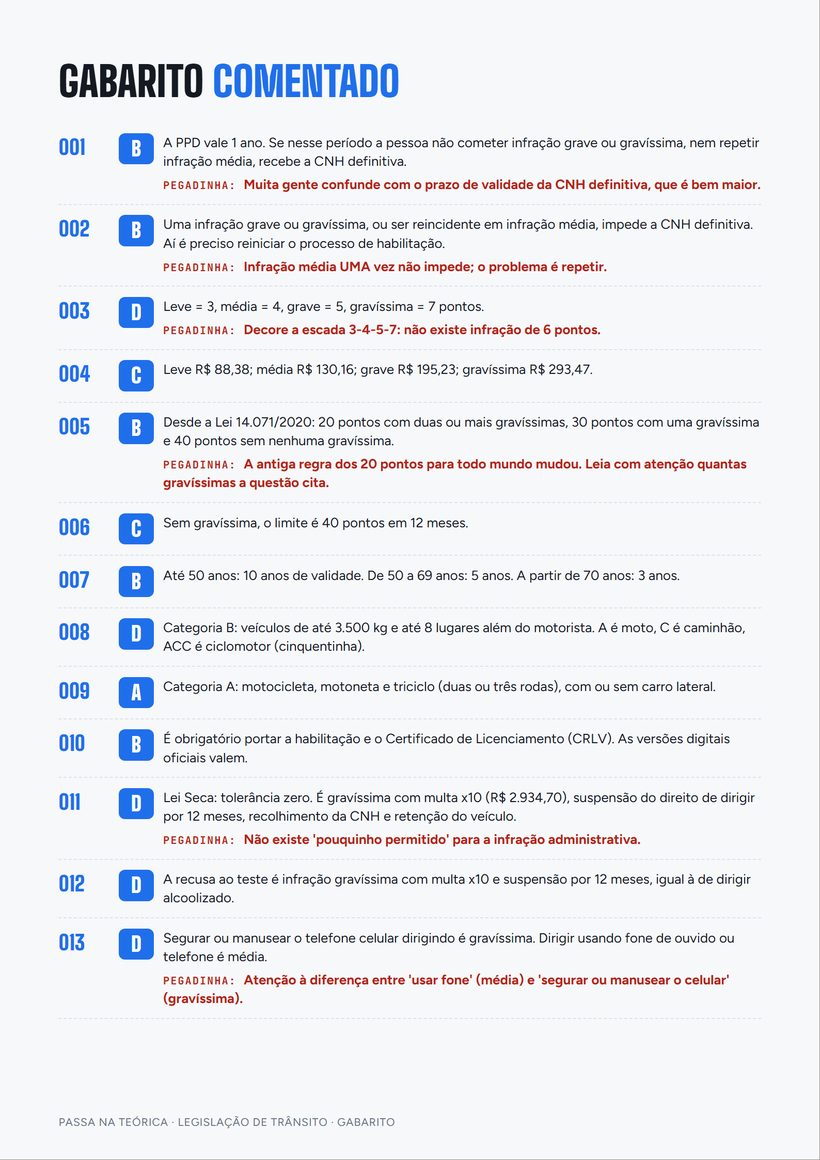 GABARITO COMENTADO
001 B A PPD vale 1 ano. Se nesse período a pessoa não cometer infração grave ou gravíssima, nem repetir
infração média, recebe a CNH definitiva.
PEGADINHA: Muita gente confunde com o prazo de validade da CNH definitiva, que é bem maior.
002 B Uma infração grave ou gravíssima, ou ser reincidente em infração média, impede a CNH definitiva.
Aí é preciso reiniciar o processo de habilitação.
PEGADINHA: Infração média UMA vez não impede; o problema é repetir.
003 D Leve = 3, média = 4, grave = 5, gravíssima = 7 pontos.
PEGADINHA: Decore a escada 3-4-5-7: não existe infração de 6 pontos.
004 C Leve R$ 88,38; média R$ 130,16; grave R$ 195,23; gravíssima R$ 293,47.
005 B Desde a Lei 14.071/2020: 20 pontos com duas ou mais gravíssimas, 30 pontos com uma gravíssima
e 40 pontos sem nenhuma gravíssima.
PEGADINHA: A antiga regra dos 20 pontos para todo mundo mudou. Leia com atenção quantas
gravíssimas a questão cita.
006 C Sem gravíssima, o limite é 40 pontos em 12 meses.
007 B Até 50 anos: 10 anos de validade. De 50 a 69 anos: 5 anos. A partir de 70 anos: 3 anos.
008 D Categoria B: veículos de até 3.500 kg e até 8 lugares além do motorista. A é moto, C é caminhão,
ACC é ciclomotor (cinquentinha).
009 A Categoria A: motocicleta, motoneta e triciclo (duas ou três rodas), com ou sem carro lateral.
010 B É obrigatório portar a habilitação e o Certificado de Licenciamento (CRLV). As versões digitais
oficiais valem.
011 D Lei Seca: tolerância zero. É gravíssima com multa x10 (R$ 2.934,70), suspensão do direito de dirigir
por 12 meses, recolhimento da CNH e retenção do veículo.
PEGADINHA: Não existe 'pouquinho permitido' para a infração administrativa.
012 D A recusa ao teste é infração gravíssima com multa x10 e suspensão por 12 meses, igual à de dirigir
alcoolizado.
013 D Segurar ou manusear o telefone celular dirigindo é gravíssima. Dirigir usando fone de ouvido ou
telefone é média.
PEGADINHA: Atenção à diferença entre 'usar fone' (média) e 'segurar ou manusear o celular'
(gravíssima).
PASSA NA TEÓRICA · LEGISLAÇÃO DE TRÂNSITO · GABARITO